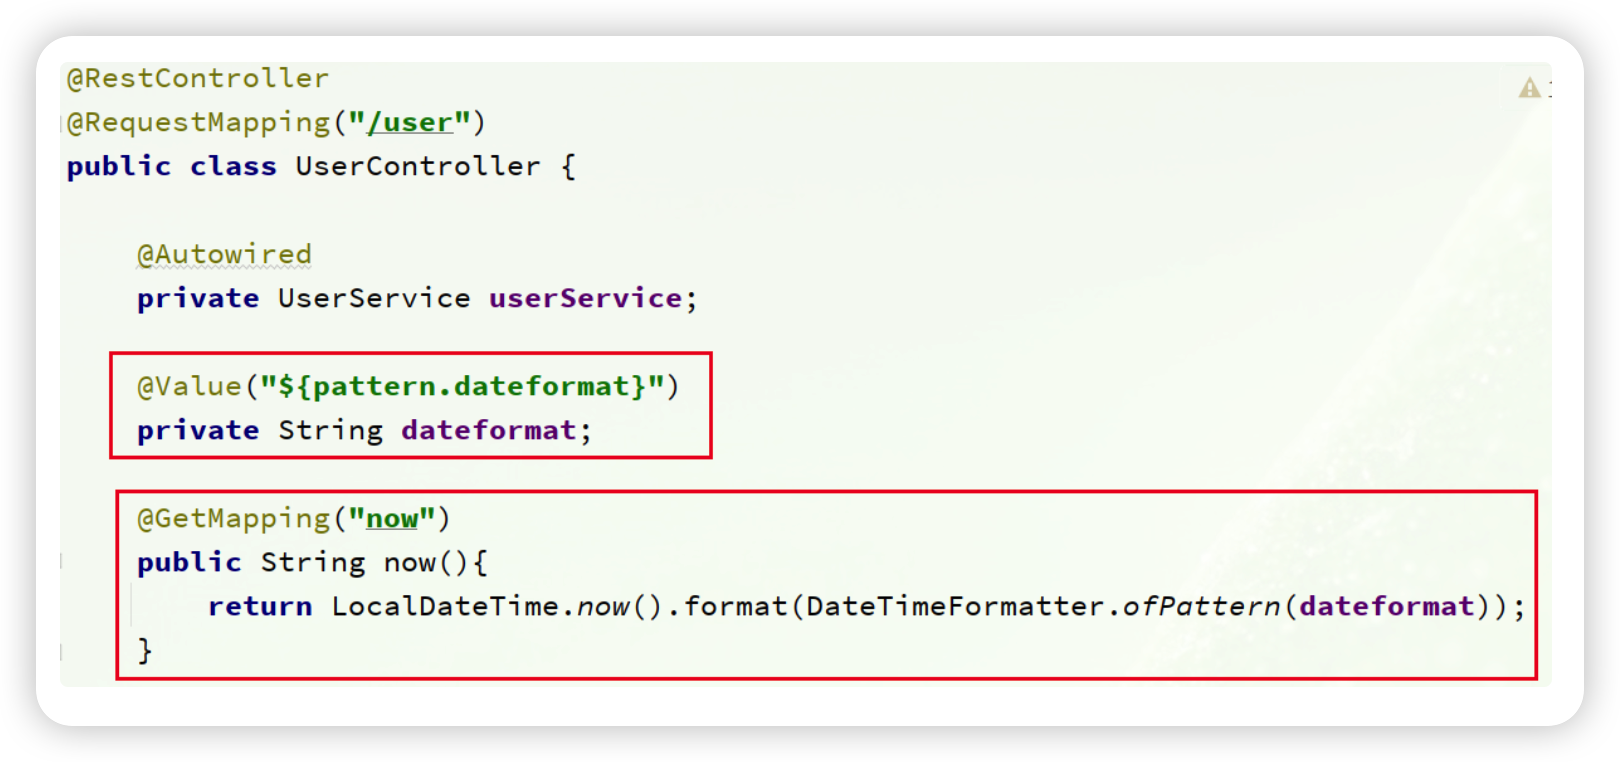 @RestController
@RequestMapping("/user")
public class UserController {
@Autowired
private UserService userService;
@Value("${pattern.dateformat}")
private String dateformat;
@GetMapping("now")
public String now(){
return LocalDateTime.now().format(DateTimeFormatter.ofPattern(dateformat));
}